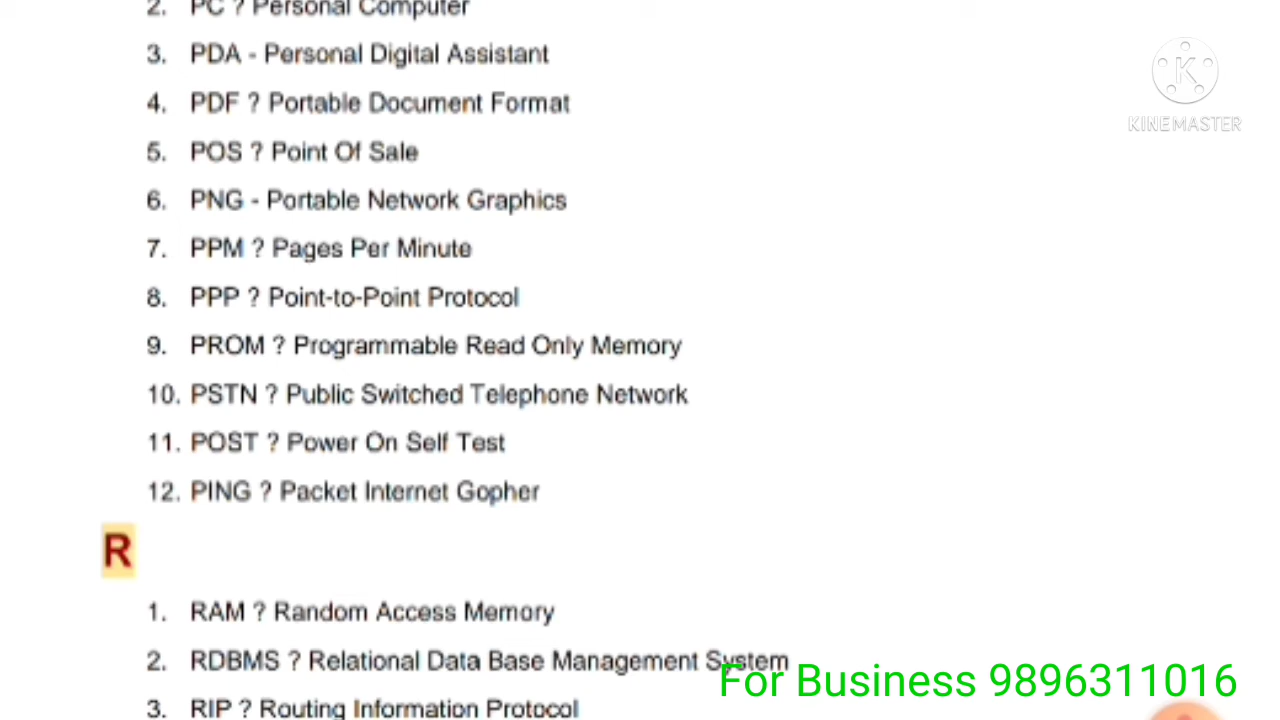 2. PC ? Personal Computer
3. PDA - Personal Digital Assistant
4. PDF ? Portable Document Format
5. POS ? Point Of Sale
6. PNG - Portable Network Graphics
7. PPM ? Pages Per Minute
8. PPP ? Point-to-Point Protocol
9. PROM ? Programmable Read Only Memory
10. PSTN ? Public Switched Telephone Network
11. POST ? Power On Self Test
12. PING ? Packet Internet Gopher
R
1. RAM ? Random Access Memory
2. RDBMS ? Relational Data Base Management System
3. RIP ? Routing Information Protocol
K
KINEMASTER
For Business 9896311016